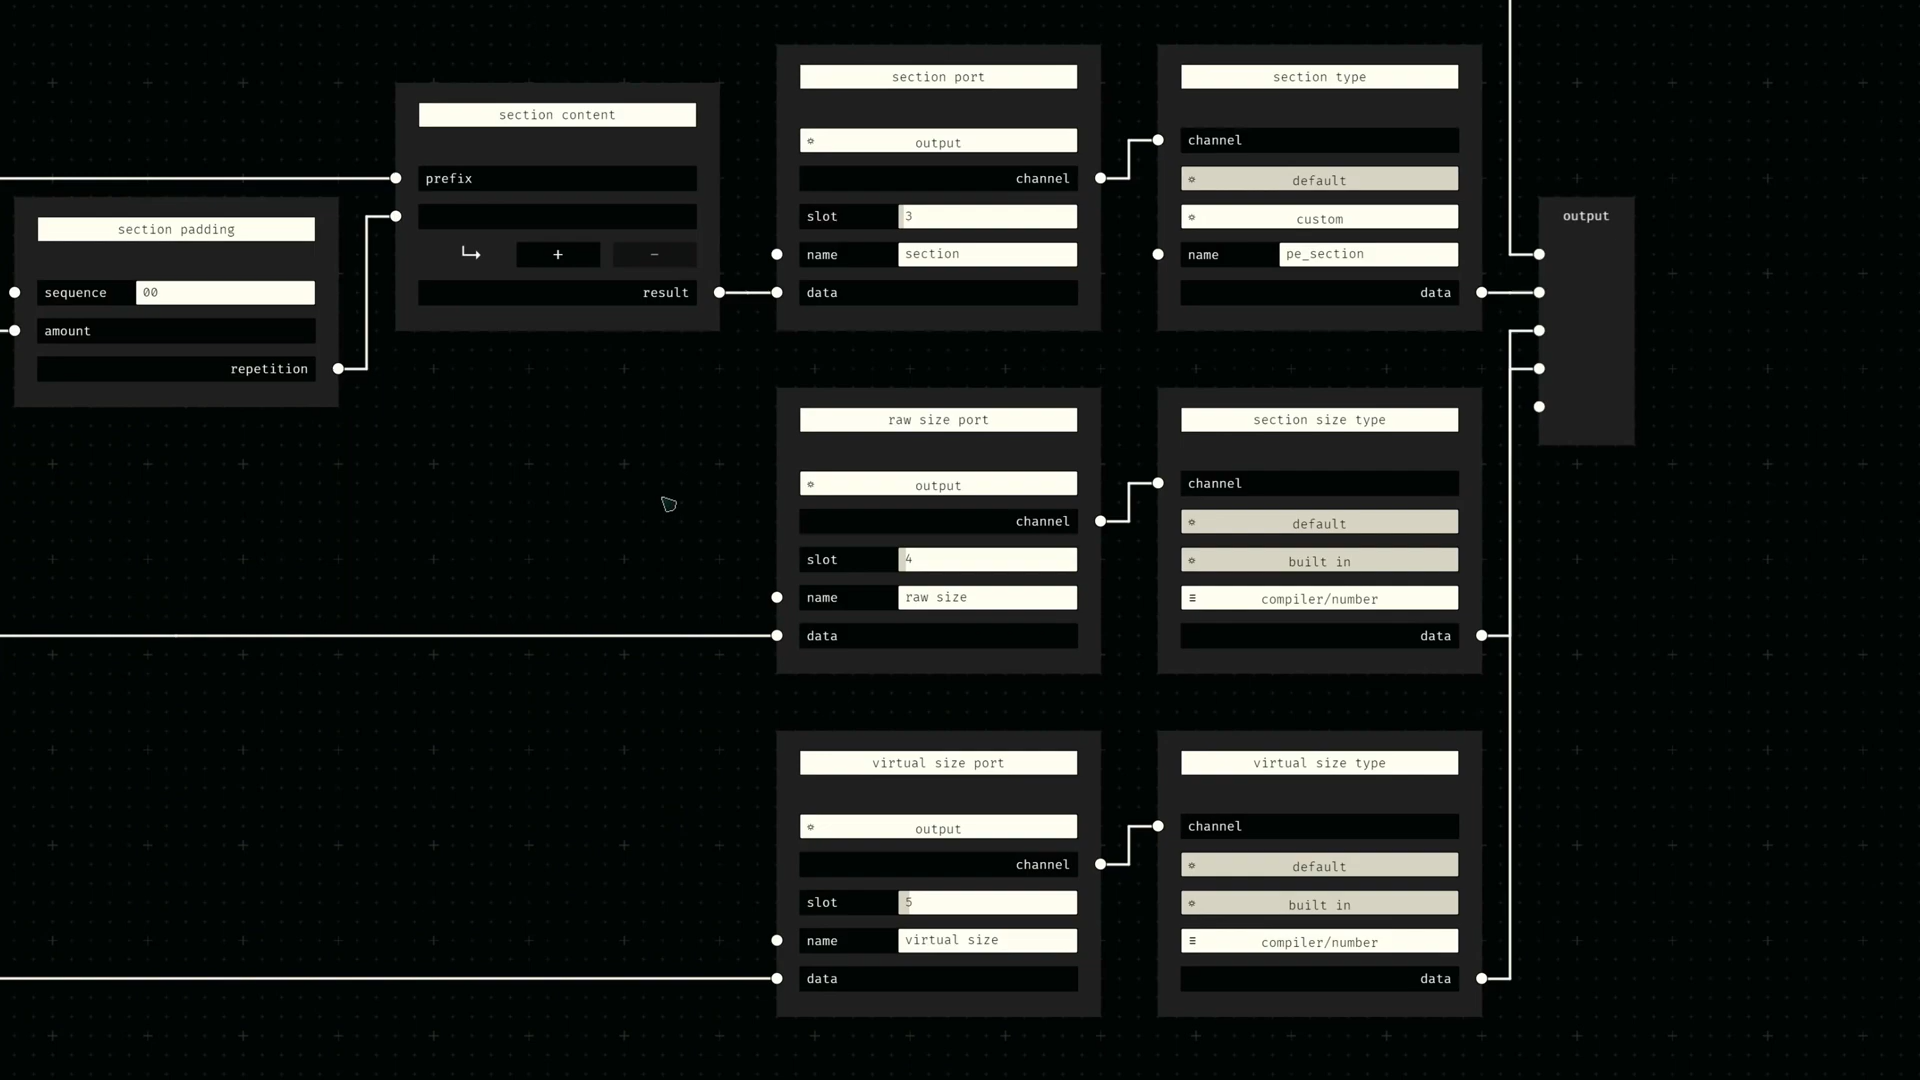 section padding
sequence 00
amount
repetition
section content
prefix
+ −
result
section port
output
channel
slot 3
name section
data
section type
channel
default
custom
name pe_section
data
output
raw size port
output
channel
slot 4
name raw size
data
section size type
channel
default
built in
compiler/number
data
virtual size port
output
channel
slot 5
name virtual size
data
virtual size type
channel
default
built in
compiler/number
data